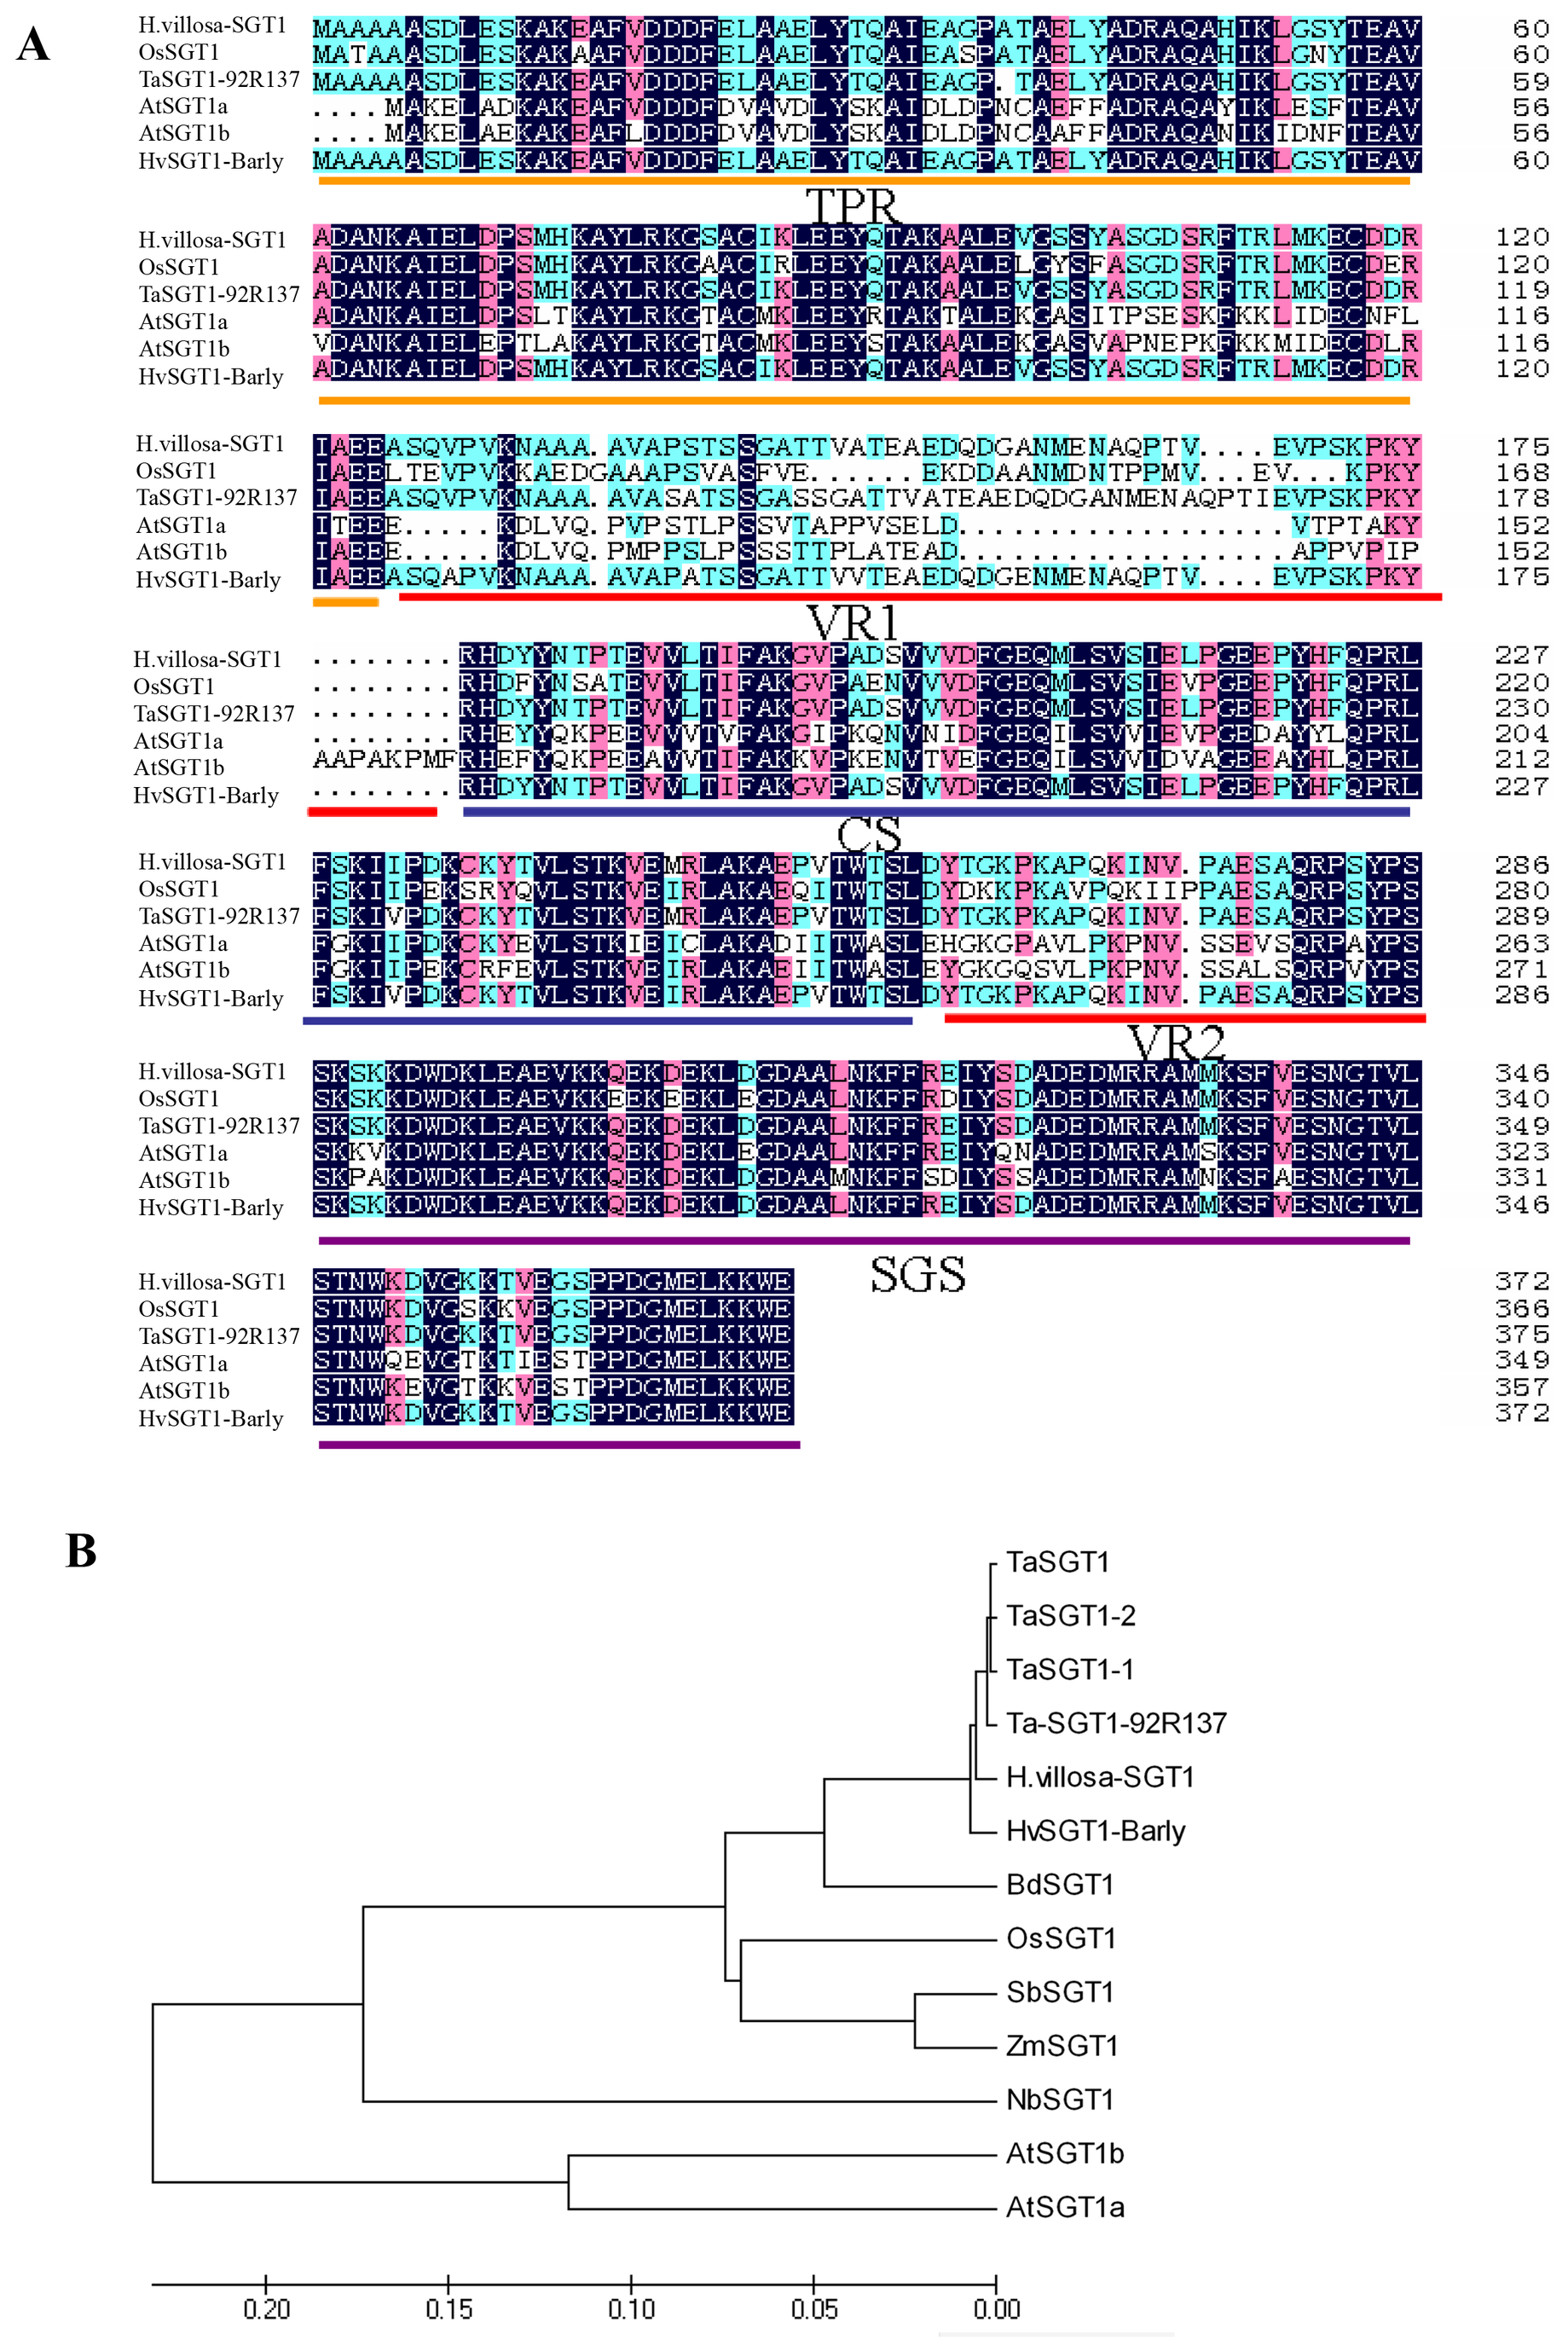 A
H.villosa-SGT1 MAAAAASDLESKAKEAFVDDDFELAAELYTQAIEAGPATAELYADRAQAHIKLGSYTEAV 60
OsSGT1 MATAAASDLESKAKAAFVDDDFELAAELYTQAIEASPATAELYADRAQAHIKLGNYTEAV 60
TaSGT1-92R137 MAAAAASDLESKAKEAFVDDDFELAAELYTQAIEAGP.TAELYADRAQAHIKLGSYTEAV 59
AtSGT1a ....MAKELADKAKEAFVDDDFDVAVDLYSKAIDLDPNCAEFFADRAQAYIKLESFTEAV 56
AtSGT1b ....MAKELAEKAKEAFLDDDFDVAVDLYSKAIDLDPNCAAFFADRAQANIKIDNFTEAV 56
HvSGT1-Barly MAAAAASDLESKAKEAFVDDDFELAAELYTQAIEAGPATAELYADRAQAHIKLGSYTEAV 60
TPR
H.villosa-SGT1 ADANKAIELDPSMHKAYLRKGSACIKLEEYQTAKAALEVGSSYASGDSRFTRLMKECDDR 120
OsSGT1 ADANKAIELDPSMHKAYLRKGAACIRLEEYQTAKAALELGYSFASGDSRFTRLMKECDER 120
TaSGT1-92R137 ADANKAIELDPSMHKAYLRKGSACIKLEEYQTAKAALEVGSSYASGDSRFTRLMKECDDR 119
AtSGT1a ADANKAIELDPSLTKAYLRKGTACMKLEEYRTAKTALEKGASITPSESKFKKLIDECNFL 116
AtSGT1b VDANKAIELEPTLAKAYLRKGTACMKLEEYSTAKAALEKGASVAPNEPKFKKMIDECDLR 116
HvSGT1-Barly ADANKAIELDPSMHKAYLRKGSACIKLEEYQTAKAALEVGSSYASGDSRFTRLMKECDDR 120
H.villosa-SGT1 IAEEASQVPVKNAAA.AVAPSTSSGATTVATEAEDQDGANMENAQPTV....EVPSKPKY 175
OsSGT1 IAEELTEVPVKKAEDGAAAPSVASFVE......EKDDAANMDNTPPMV...EV...KPKY 168
TaSGT1-92R137 IAEEASQVPVKNAAA.AVASATSSGASSGATTVATEAEDQDGANMENAQPTIEVPSKPKY 178
AtSGT1a ITEEE.....KDLVQ.PVPSTLPSSVTAPPVSELD..................VTPTAKY 152
AtSGT1b IAEEE.....KDLVQ.PMPPSLPSSSTTPLATEAD..................APPVPIP 152
HvSGT1-Barly IAEEASQAPVKNAAA.AVAPATSSGATTVVTEAEDQDGENMENAQPTV....EVPSKPKY 175
VR1
H.villosa-SGT1 ........RHDYYNTPTEVVLTIFAKGVPADSVVVDFGEQMLSVSIELPGEEPYHFQPRL 227
OsSGT1 ........RHDFYNSATEVVLTIFAKGVPAENVVVDFGEQMLSVSIEVPGEEPYHFQPRL 220
TaSGT1-92R137 ........RHDYYNTPTEVVLTIFAKGVPADSVVVDFGEQMLSVSIELPGEEPYHFQPRL 230
AtSGT1a ........RHEYYQKPEEVVVTVFAKGIPKQNVNIDFGEQILSVVIEVPGEDAYYLQPRL 204
AtSGT1b AAPAKPMFRHEFYQKPEEAVVTIFAKKVPKENVTVEFGEQILSVVIDVAGEEAYHLQPRL 212
HvSGT1-Barly ........RHDYYNTPTEVVLTIFAKGVPADSVVVDFGEQMLSVSIELPGEEPYHFQPRL 227
CS
H.villosa-SGT1 FSKIIPDKCKYTVLSTKVEMRLAKAEPVTWTSLDYTGKPKAPQKINV.PAESAQRPSYPS 286
OsSGT1 FSKIIPEKSRYQVLSTKVEIRLAKAEQITWTSLDYDKKPKAVPQKIIPPAESAQRPSYPS 280
TaSGT1-92R137 FSKIVPDKCKYTVLSTKVEMRLAKAEPVTWTSLDYTGKPKAPQKINV.PAESAQRPSYPS 289
AtSGT1a FGKIIPDKCKYEVLSTKIEICLAKADIITWASLEHGKGPAVLPKPNV.SSEVSQRPAYPS 263
AtSGT1b FGKIIPEKCRFEVLSTKVEIRLAKAEIITWASLEYGKGQSVLPKPNV.SSALSQRPVYPS 271
HvSGT1-Barly FSKIVPDKCKYTVLSTKVEIRLAKAEPVTWTSLDYTGKPKAPQKINV.PAESAQRPSYPS 286
VR2
H.villosa-SGT1 SKSKKDWDKLEAEVKKQEKDEKLDGDAALNKFFREIYSDADEDMRRAMMKSFVESNGTVL 346
OsSGT1 SKSKKDWDKLEAEVKKEEKEEKLEGDAALNKFFRDIYSDADEDMRRAMMKSFVESNGTVL 340
TaSGT1-92R137 SKSKKDWDKLEAEVKKQEKDEKLDGDAALNKFFREIYSDADEDMRRAMMKSFVESNGTVL 349
AtSGT1a SKKVKDWDKLEAEVKKQEKDEKLEGDAALNKFFREIYQNADEDMRRAMSKSFVESNGTVL 323
AtSGT1b SKPAKDWDKLEAEVKKQEKDEKLDGDAAMNKFFSDIYSSADEDMRRAMNKSFAESNGTVL 331
HvSGT1-Barly SKSKKDWDKLEAEVKKQEKDEKLDGDAALNKFFREIYSDADEDMRRAMMKSFVESNGTVL 346
SGS
H.villosa-SGT1 STNWKDVGKKTVEGSPPDGMELKKWE 372
OsSGT1 STNWKDVGSKKVEGSPPDGMELKKWE 366
TaSGT1-92R137 STNWKDVGKKTVEGSPPDGMELKKWE 375
AtSGT1a STNWQEVGTKTIESTPPDGMELKKWE 349
AtSGT1b STNWKEVGTKKVESTPPDGMELKKWE 357
HvSGT1-Barly STNWKDVGKKTVEGSPPDGMELKKWE 372
B
TaSGT1
TaSGT1-2
TaSGT1-1
Ta-SGT1-92R137
H.villosa-SGT1
HvSGT1-Barly
BdSGT1
OsSGT1
SbSGT1
ZmSGT1
NbSGT1
AtSGT1b
AtSGT1a
0.20 0.15 0.10 0.05 0.00